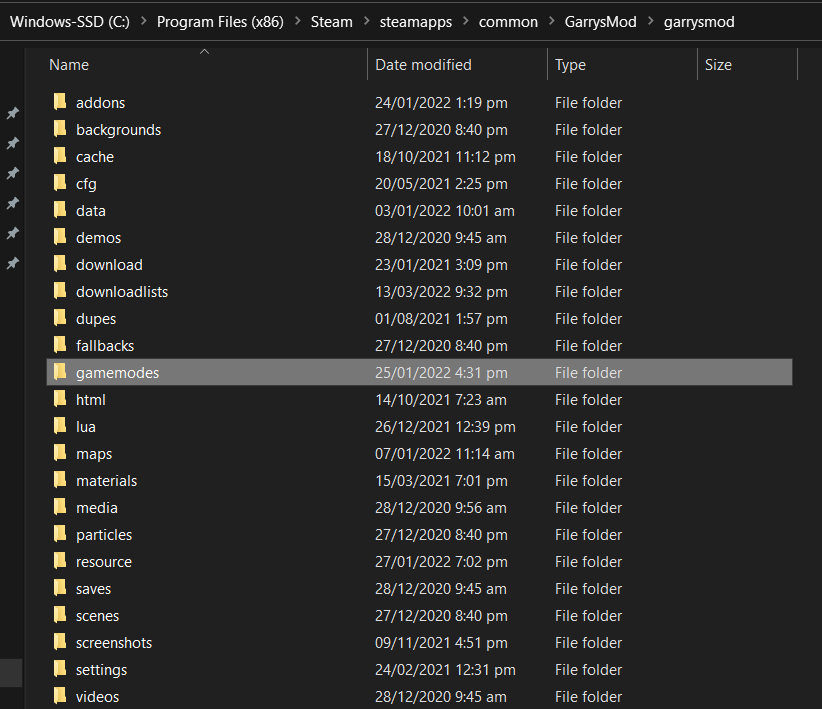 Windows-SSD (C:) > Program Files (x86) > Steam > steamapps > common > GarrysMod > garrysmod
Name Date modified Type Size
addons 24/01/2022 1:19 pm File folder
backgrounds 27/12/2020 8:40 pm File folder
cache 18/10/2021 11:12 pm File folder
cfg 20/05/2021 2:25 pm File folder
data 03/01/2022 10:01 am File folder
demos 28/12/2020 9:45 am File folder
download 23/01/2021 3:09 pm File folder
downloadlists 13/03/2022 9:32 pm File folder
dupes 01/08/2021 1:57 pm File folder
fallbacks 27/12/2020 8:40 pm File folder
gamemodes 25/01/2022 4:31 pm File folder
html 14/10/2021 7:23 am File folder
lua 26/12/2021 12:39 pm File folder
maps 07/01/2022 11:14 am File folder
materials 15/03/2021 7:01 pm File folder
media 28/12/2020 9:56 am File folder
particles 27/12/2020 8:40 pm File folder
resource 27/01/2022 7:02 pm File folder
saves 28/12/2020 9:45 am File folder
scenes 27/12/2020 8:40 pm File folder
screenshots 09/11/2021 4:51 pm File folder
settings 24/02/2021 12:31 pm File folder
videos 28/12/2020 9:45 am File folder